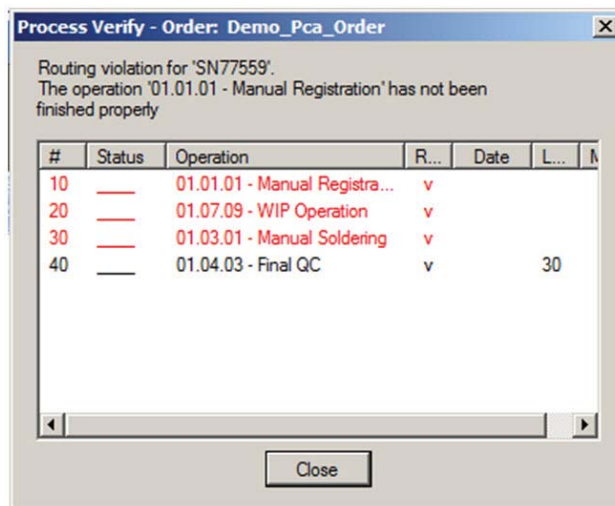 Process Verify - Order: Demo_Pca_Order
Routing violation for 'SN77559'.
The operation '01.01.01 - Manual Registration' has not been
finished properly
# Status Operation R... Date L... M
10 ____ 01.01.01 - Manual Registra... v
20 ____ 01.07.09 - WIP Operation v
30 ____ 01.03.01 - Manual Soldering v
40 ____ 01.04.03 - Final QC v 30
Close